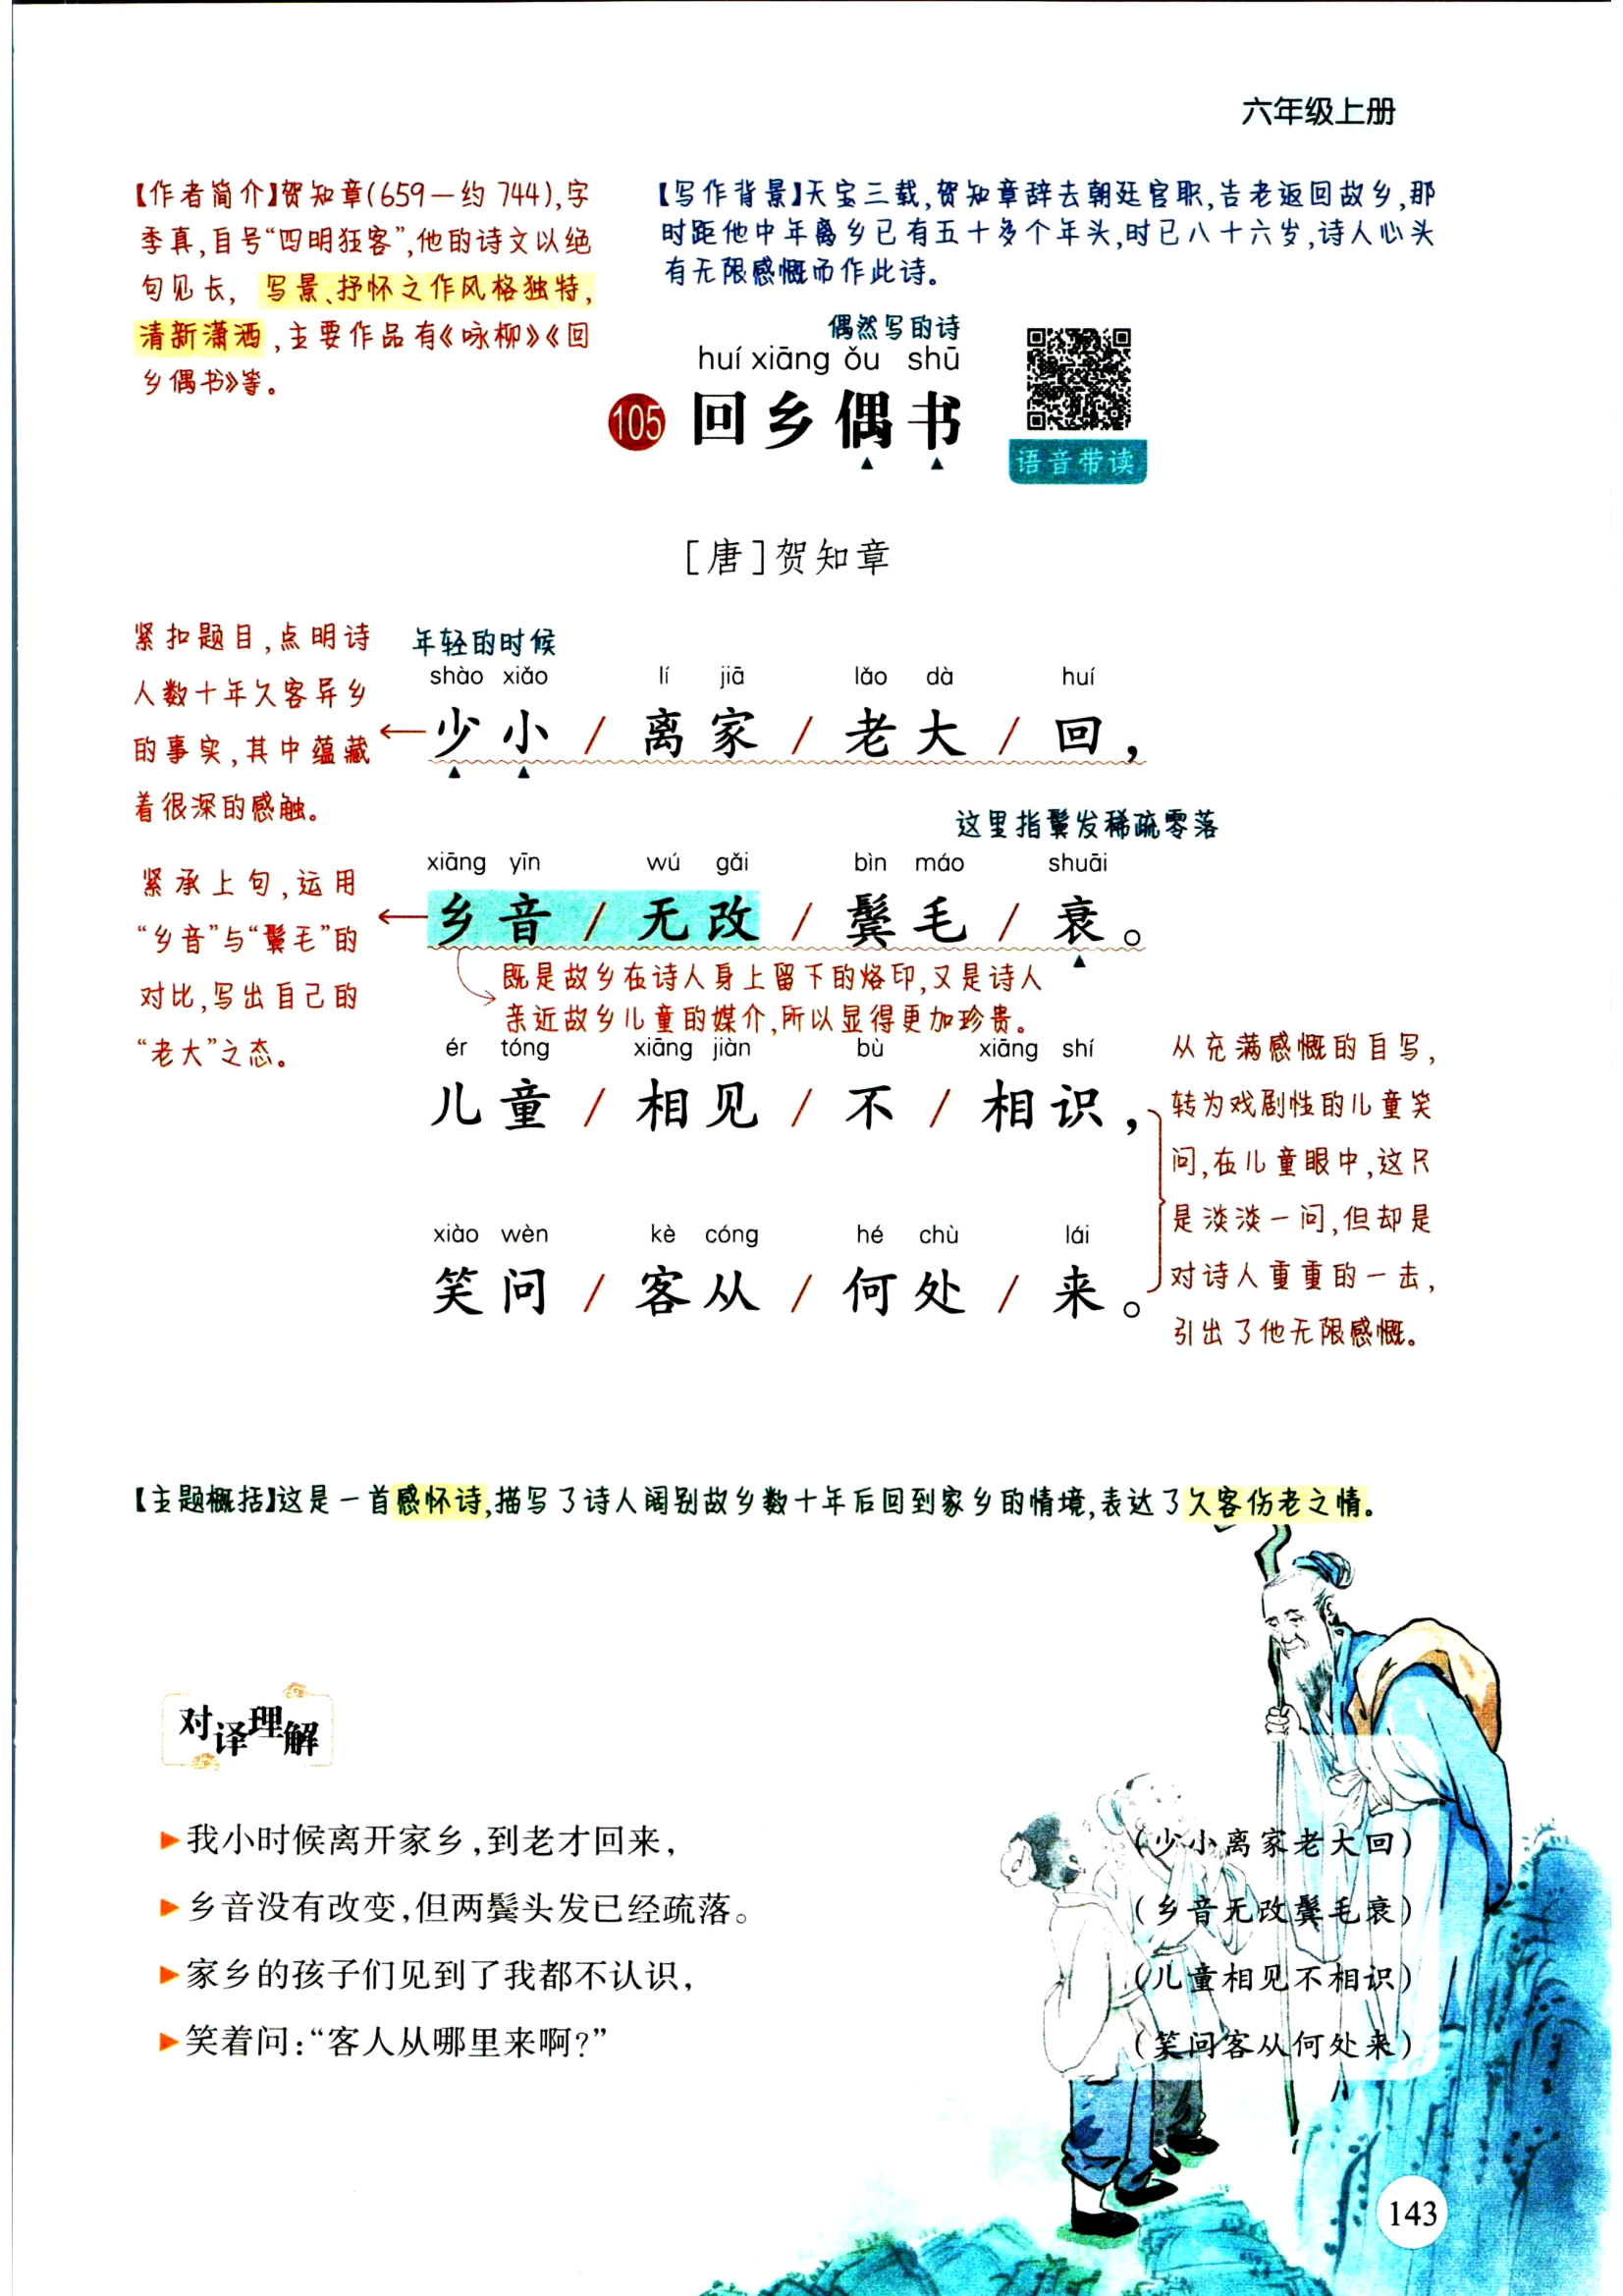 六年级上册
【作者简介】贺知章(659—约744),字
季真,自号“四明狂客”,他的诗文以绝
句见长, 写景、抒怀之作风格独特,
清新潇洒,主要作品有《咏柳》《回
乡偶书》等。
【写作背景】天宝三载,贺知章辞去朝廷官职,告老返回故乡,那
时距他中年离乡已有五十多个年头,时已八十六岁,诗人心头
有无限感慨而作此诗。
偶然写的诗
huí xiāng ǒu shū
105 回乡偶书
语音带读
[唐]贺知章
紧扣题目,点明诗
人数十年久客异乡
的事实,其中蕴藏
着很深的感触。
年轻的时候
shào xiǎo lí jiā lǎo dà huí
少小/离家/老大/回,
这里指鬓发稀疏零落
紧承上句,运用
“乡音”与“鬓毛”的
对比,写出自己的
“老大”之态。
xiāng yīn wú gǎi bìn máo shuāi
乡音/无改/鬓毛/衰。
既是故乡在诗人身上留下的烙印,又是诗人
亲近故乡儿童的媒介,所以显得更加珍贵。
ér tóng xiāng jiàn bù xiāng shí
儿童/相见/不/相识,
xiào wèn kè cóng hé chù lái
笑问/客从/何处/来。
从充满感慨的自写,
转为戏剧性的儿童笑
问,在儿童眼中,这只
是淡淡一问,但却是
对诗人重重的一击,
引出了他无限感慨。
【主题概括】这是一首感怀诗,描写了诗人阔别故乡数十年后回到家乡的情境,表达了久客伤老之情。
对译理解
▶我小时候离开家乡,到老才回来, (少小离家老大回)
▶乡音没有改变,但两鬓头发已经疏落。 (乡音无改鬓毛衰)
▶家乡的孩子们见到了我都不认识, (儿童相见不相识)
▶笑着问:“客人从哪里来啊?” (笑问客从何处来)
143